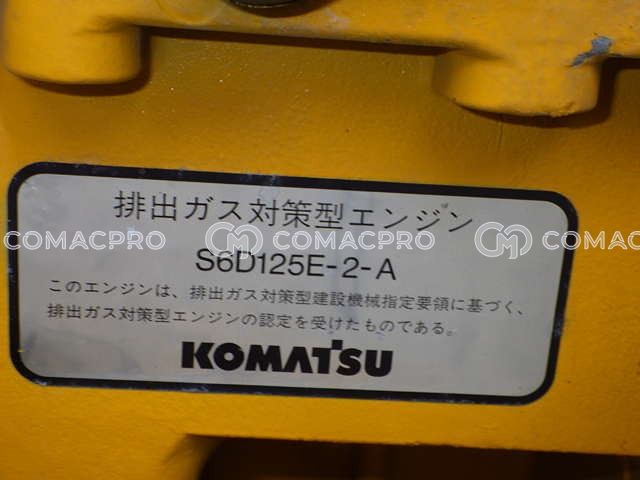 排出ガス対策型エンジン
COMACPRO COMACPRO COMAC
S6D125E-2-A
このエンジンは、排出ガス対策型建設機械指定要領に基づく、
排出ガス対策型エンジンの認定を受けたものである。
KOMATSU